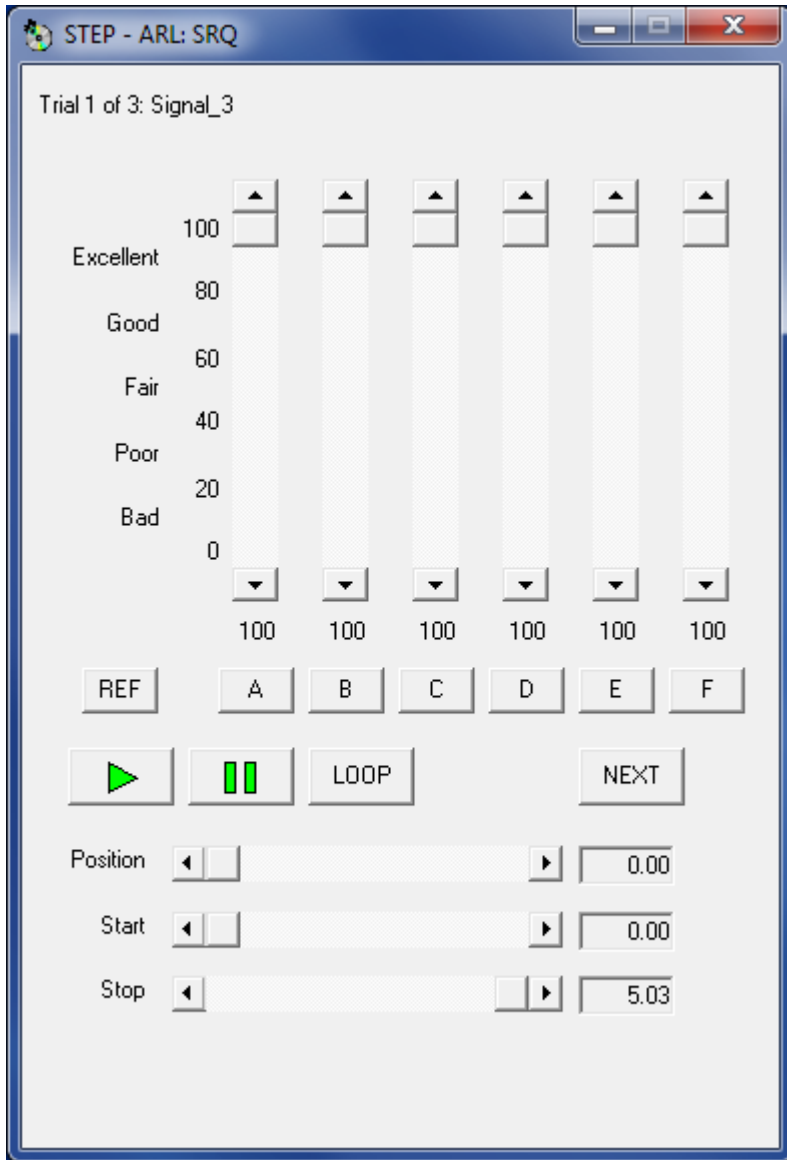 STEP - ARL: SRQ
Trial 1 of 3: Signal_3
100
Excellent
80
Good
60
Fair
40
Poor
20
Bad
0
100 100 100 100 100 100
REF A B C D E F
LOOP NEXT
Position 0.00
Start 0.00
Stop 5.03